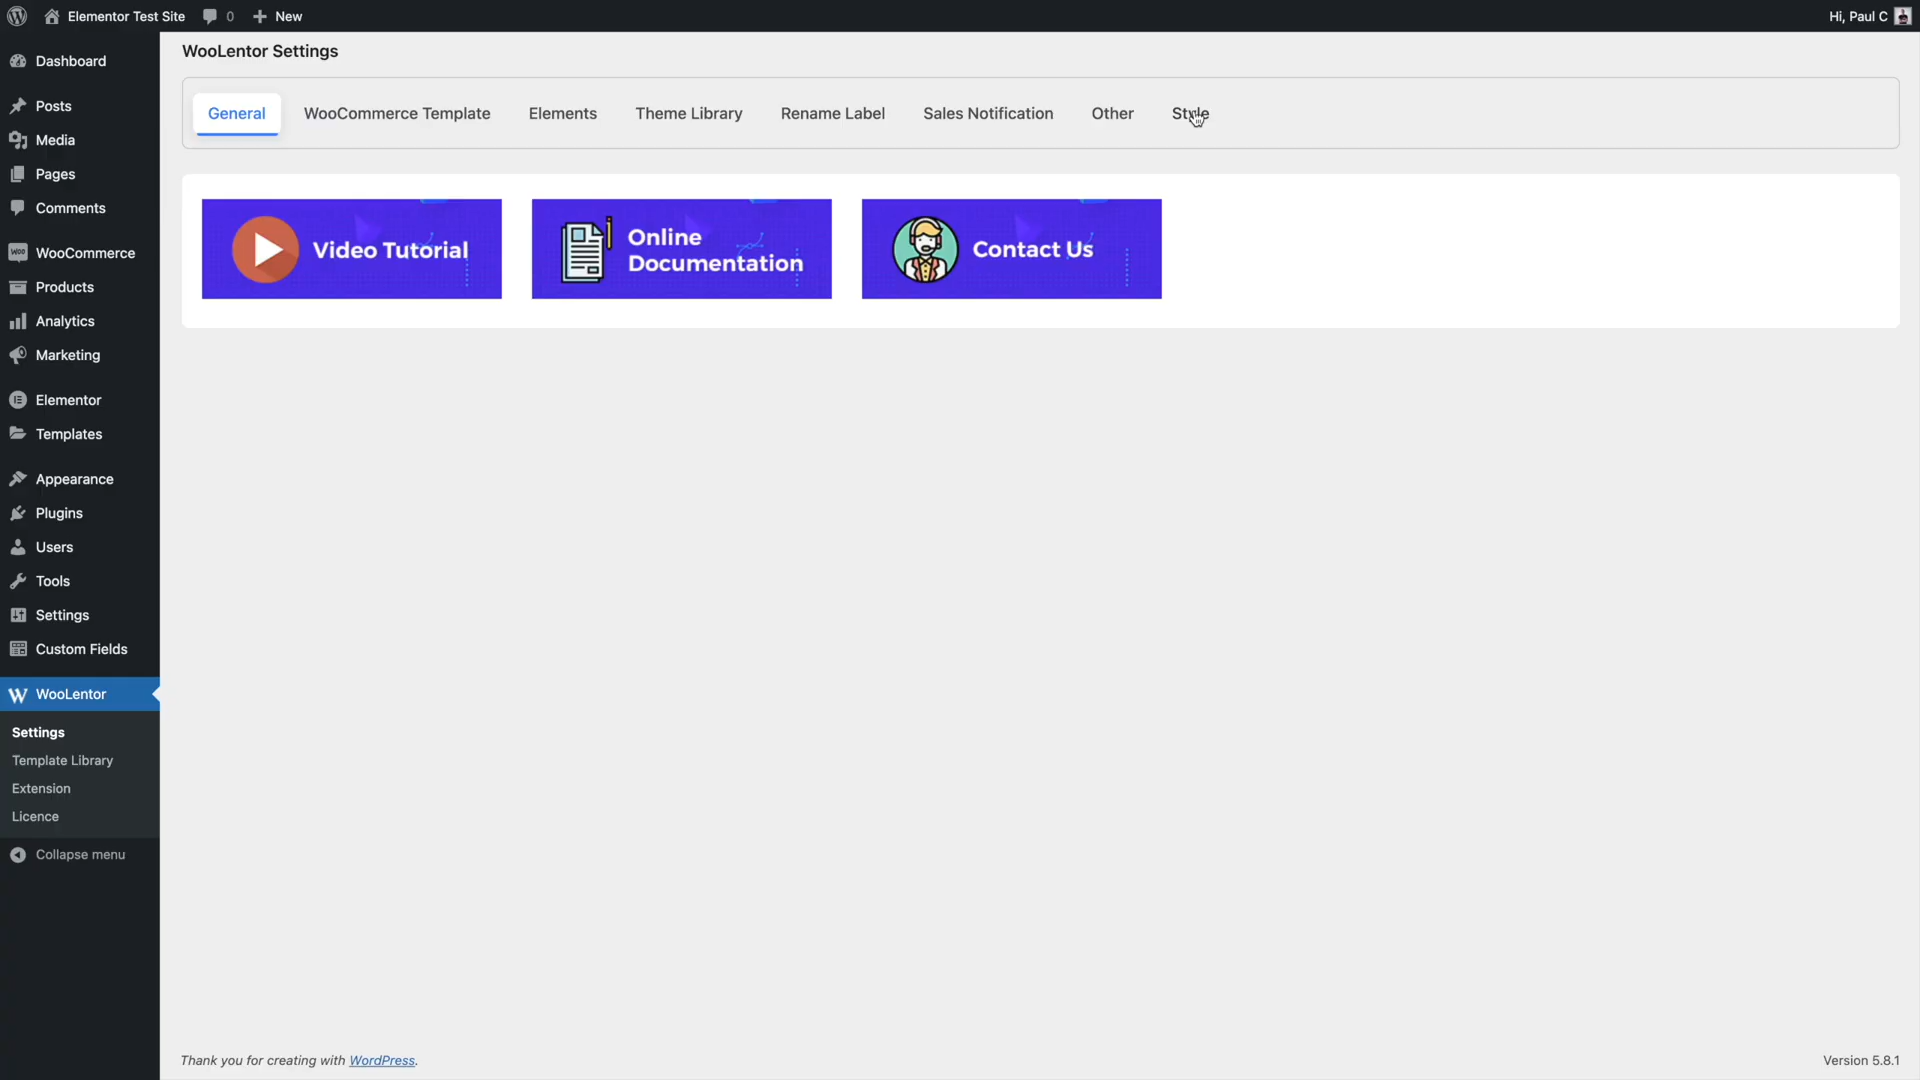 Elementor Test Site
0
New
Hi, Paul C
Dashboard
Posts
Media
Pages
Comments
WooCommerce
Products
Analytics
Marketing
Elementor
Templates
Appearance
Plugins
Users
Tools
Settings
Custom Fields
WooLentor
Settings
Template Library
Extension
Licence
Collapse menu
WooLentor Settings
General
WooCommerce Template
Elements
Theme Library
Rename Label
Sales Notification
Other
Style
Video Tutorial
Online
Documentation
Contact Us
Thank you for creating with WordPress.
Version 5.8.1